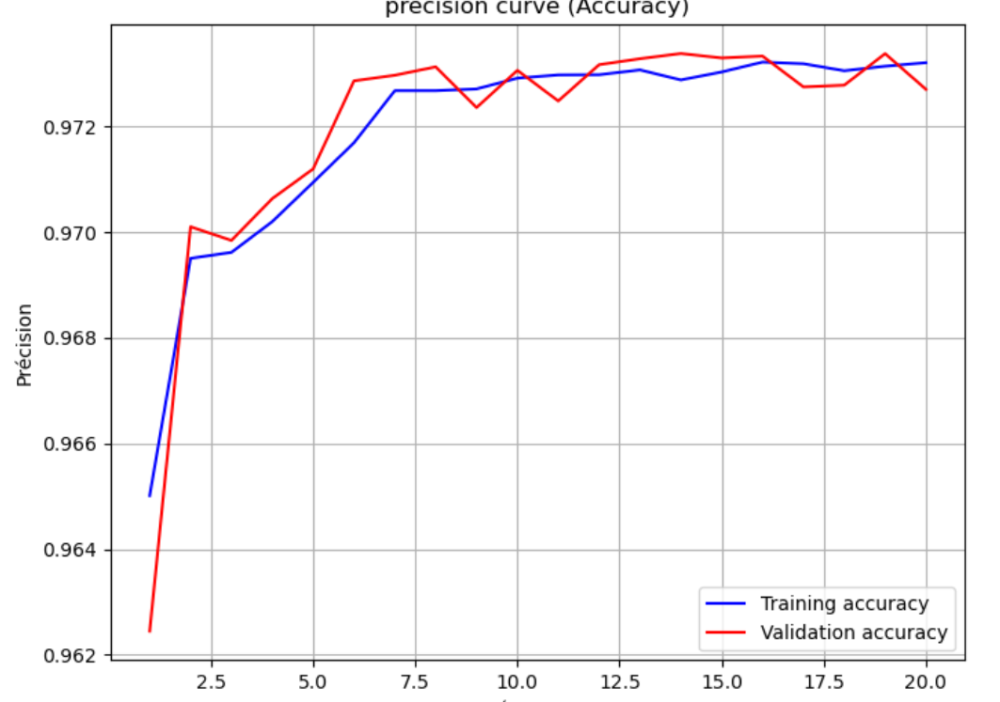 precision curve (Accuracy)
0.972
0.970
0.968
0.966
0.964
0.962
Précision
2.5 5.0 7.5 10.0 12.5 15.0 17.5 20.0
Training accuracy
Validation accuracy